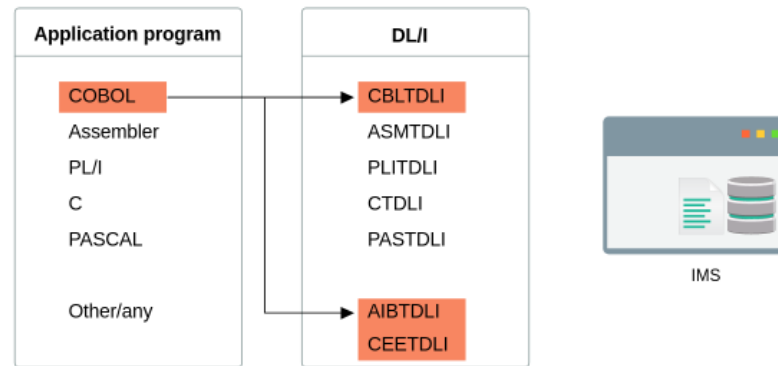 Application program
DL/I
COBOL
CBLTDLI
Assembler
ASMTDLI
PL/I
PLITDLI
C
CTDLI
PASCAL
PASTDLI
Other/any
AIBTDLI
CEETDLI
IMS